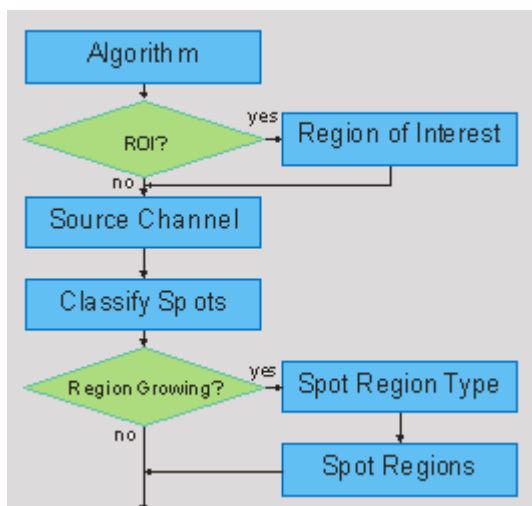 Algorithm
yes
ROI?
Region of Interest
no
Source Channel
Classify Spots
yes
Region Growing?
Spot Region Type
no
Spot Regions